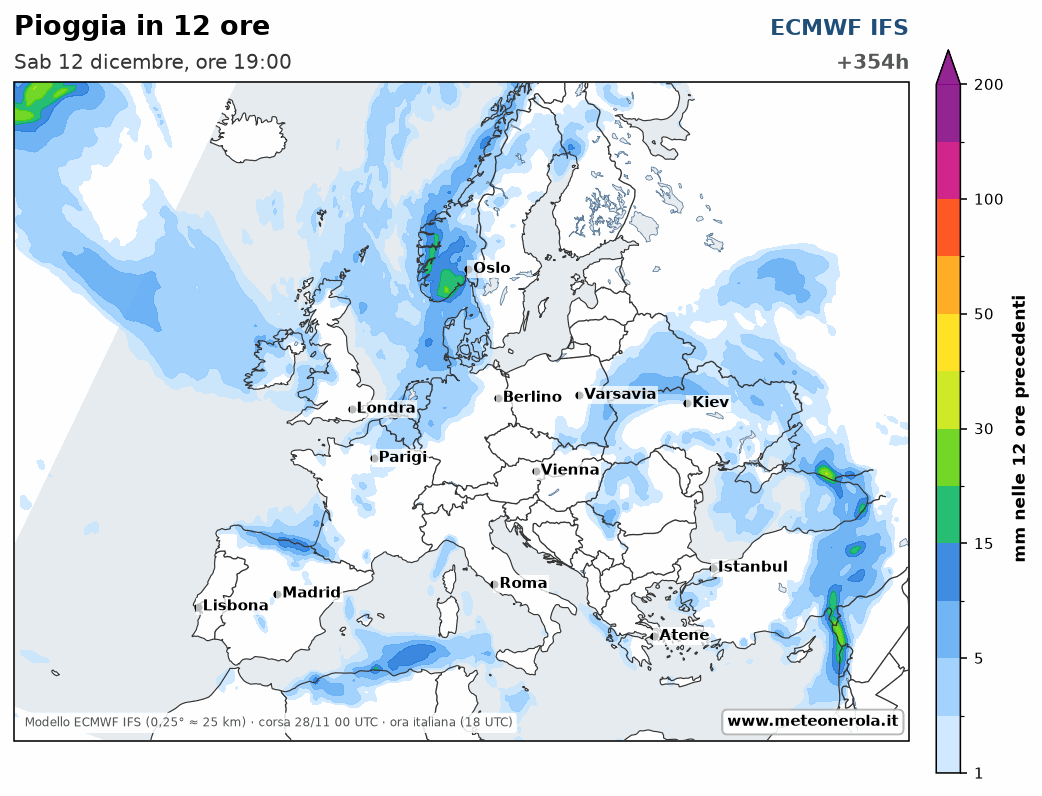 Pioggia in 12 ore
ECMWF IFS
Sab 12 dicembre, ore 19:00
+354h
200
100
50
30
15
5
1
mm nelle 12 ore precedenti
Oslo
Berlino
Varsavia
Kiev
Londra
Parigi
Vienna
Istanbul
Roma
Madrid
Lisbona
Atene
Modello ECMWF IFS (0,25° ≈ 25 km) · corsa 28/11 00 UTC · ora italiana (18 UTC)
www.meteonerola.it